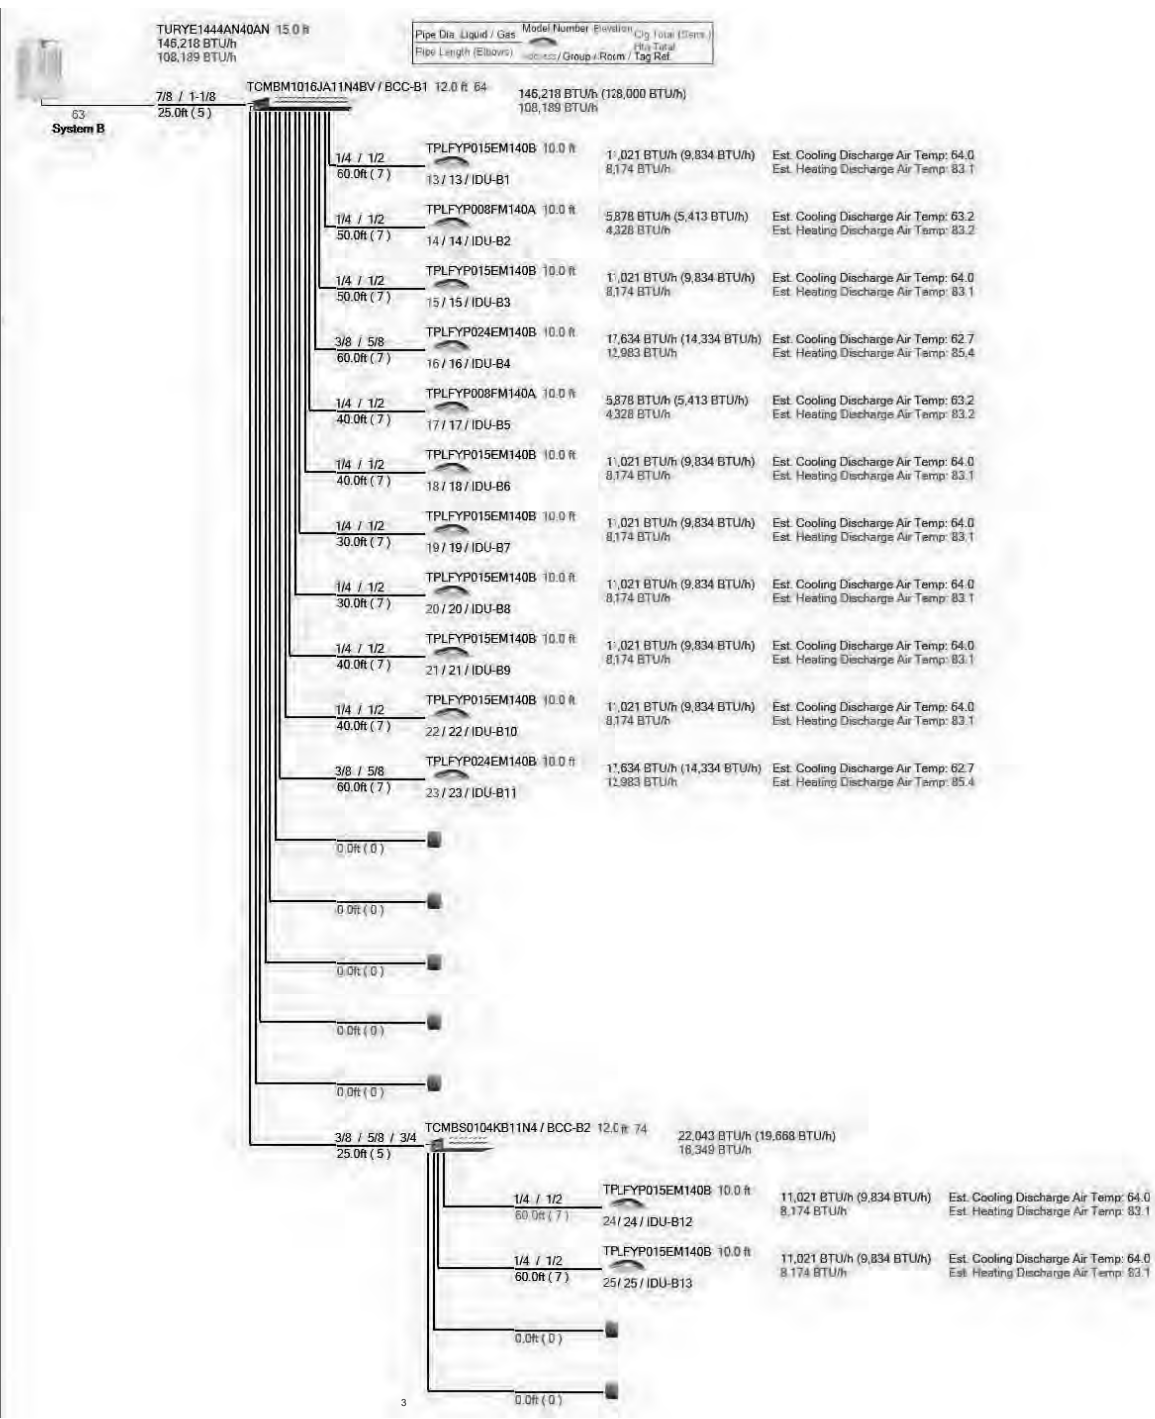 TURYE1444AN40AN 15.0 ft
146,218 BTU/h
108,189 BTU/h
Pipe Dia. Liquid / Gas Model Number Elevation Clg Total (Sens.)
Pipe Length (Elbows) / Group / Room / Tag Ref. Htg Total
63
System B
7/8 / 1-1/8
25.0ft ( 5 )
TCMBM1016JA11N4BV / BCC-B1 12.0 ft 64
146,218 BTU/h (128,000 BTU/h)
108,189 BTU/h
1/4 / 1/2
60.0ft ( 7 )
TPLFYP015EM140B 10.0 ft
13 / 13 / IDU-B1
11,021 BTU/h (9,834 BTU/h) Est. Cooling Discharge Air Temp: 64.0
8,174 BTU/h Est. Heating Discharge Air Temp: 83.1
1/4 / 1/2
50.0ft ( 7 )
TPLFYP008FM140A 10.0 ft
14 / 14 / IDU-B2
5,878 BTU/h (5,413 BTU/h) Est. Cooling Discharge Air Temp: 63.2
4,328 BTU/h Est. Heating Discharge Air Temp: 83.2
1/4 / 1/2
50.0ft ( 7 )
TPLFYP015EM140B 10.0 ft
15 / 15 / IDU-B3
11,021 BTU/h (9,834 BTU/h) Est. Cooling Discharge Air Temp: 64.0
8,174 BTU/h Est. Heating Discharge Air Temp: 83.1
3/8 / 5/8
60.0ft ( 7 )
TPLFYP024EM140B 10.0 ft
16 / 16 / IDU-B4
17,634 BTU/h (14,334 BTU/h) Est. Cooling Discharge Air Temp: 62.7
12,983 BTU/h Est. Heating Discharge Air Temp: 85.4
1/4 / 1/2
40.0ft ( 7 )
TPLFYP008FM140A 10.0 ft
17 / 17 / IDU-B5
5,878 BTU/h (5,413 BTU/h) Est. Cooling Discharge Air Temp: 63.2
4,328 BTU/h Est. Heating Discharge Air Temp: 83.2
1/4 / 1/2
40.0ft ( 7 )
TPLFYP015EM140B 10.0 ft
18 / 18 / IDU-B6
11,021 BTU/h (9,834 BTU/h) Est. Cooling Discharge Air Temp: 64.0
8,174 BTU/h Est. Heating Discharge Air Temp: 83.1
1/4 / 1/2
30.0ft ( 7 )
TPLFYP015EM140B 10.0 ft
19 / 19 / IDU-B7
11,021 BTU/h (9,834 BTU/h) Est. Cooling Discharge Air Temp: 64.0
8,174 BTU/h Est. Heating Discharge Air Temp: 83.1
1/4 / 1/2
30.0ft ( 7 )
TPLFYP015EM140B 10.0 ft
20 / 20 / IDU-B8
11,021 BTU/h (9,834 BTU/h) Est. Cooling Discharge Air Temp: 64.0
8,174 BTU/h Est. Heating Discharge Air Temp: 83.1
1/4 / 1/2
40.0ft ( 7 )
TPLFYP015EM140B 10.0 ft
21 / 21 / IDU-B9
11,021 BTU/h (9,834 BTU/h) Est. Cooling Discharge Air Temp: 64.0
8,174 BTU/h Est. Heating Discharge Air Temp: 83.1
1/4 / 1/2
40.0ft ( 7 )
TPLFYP015EM140B 10.0 ft
22 / 22 / IDU-B10
11,021 BTU/h (9,834 BTU/h) Est. Cooling Discharge Air Temp: 64.0
8,174 BTU/h Est. Heating Discharge Air Temp: 83.1
3/8 / 5/8
60.0ft ( 7 )
TPLFYP024EM140B 10.0 ft
23 / 23 / IDU-B11
17,634 BTU/h (14,334 BTU/h) Est. Cooling Discharge Air Temp: 62.7
12,983 BTU/h Est. Heating Discharge Air Temp: 85.4
0.0ft ( 0 )
0.0ft ( 0 )
0.0ft ( 0 )
0.0ft ( 0 )
0.0ft ( 0 )
3/8 / 5/8 / 3/4
25.0ft ( 5 )
TCMBS0104KB11N4 / BCC-B2 12.0 ft 74
22,043 BTU/h (19,668 BTU/h)
16,349 BTU/h
1/4 / 1/2
60.0ft ( 7 )
TPLFYP015EM140B 10.0 ft
24 / 24 / IDU-B12
11,021 BTU/h (9,834 BTU/h) Est. Cooling Discharge Air Temp: 64.0
8,174 BTU/h Est. Heating Discharge Air Temp: 83.1
1/4 / 1/2
60.0ft ( 7 )
TPLFYP015EM140B 10.0 ft
25 / 25 / IDU-B13
11,021 BTU/h (9,834 BTU/h) Est. Cooling Discharge Air Temp: 64.0
8,174 BTU/h Est. Heating Discharge Air Temp: 83.1
0.0ft ( 0 )
0.0ft ( 0 )
3